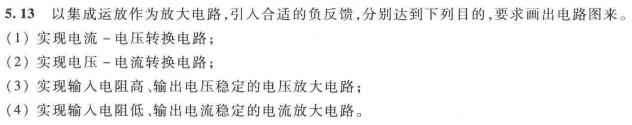 5.13 以集成运放作为放大电路,引入合适的负反馈,分别达到下列目的,要求画出电路图来。
(1) 实现电流-电压转换电路;
(2) 实现电压-电流转换电路;
(3) 实现输入电阻高、输出电压稳定的电压放大电路;
(4) 实现输入电阻低、输出电流稳定的电流放大电路。